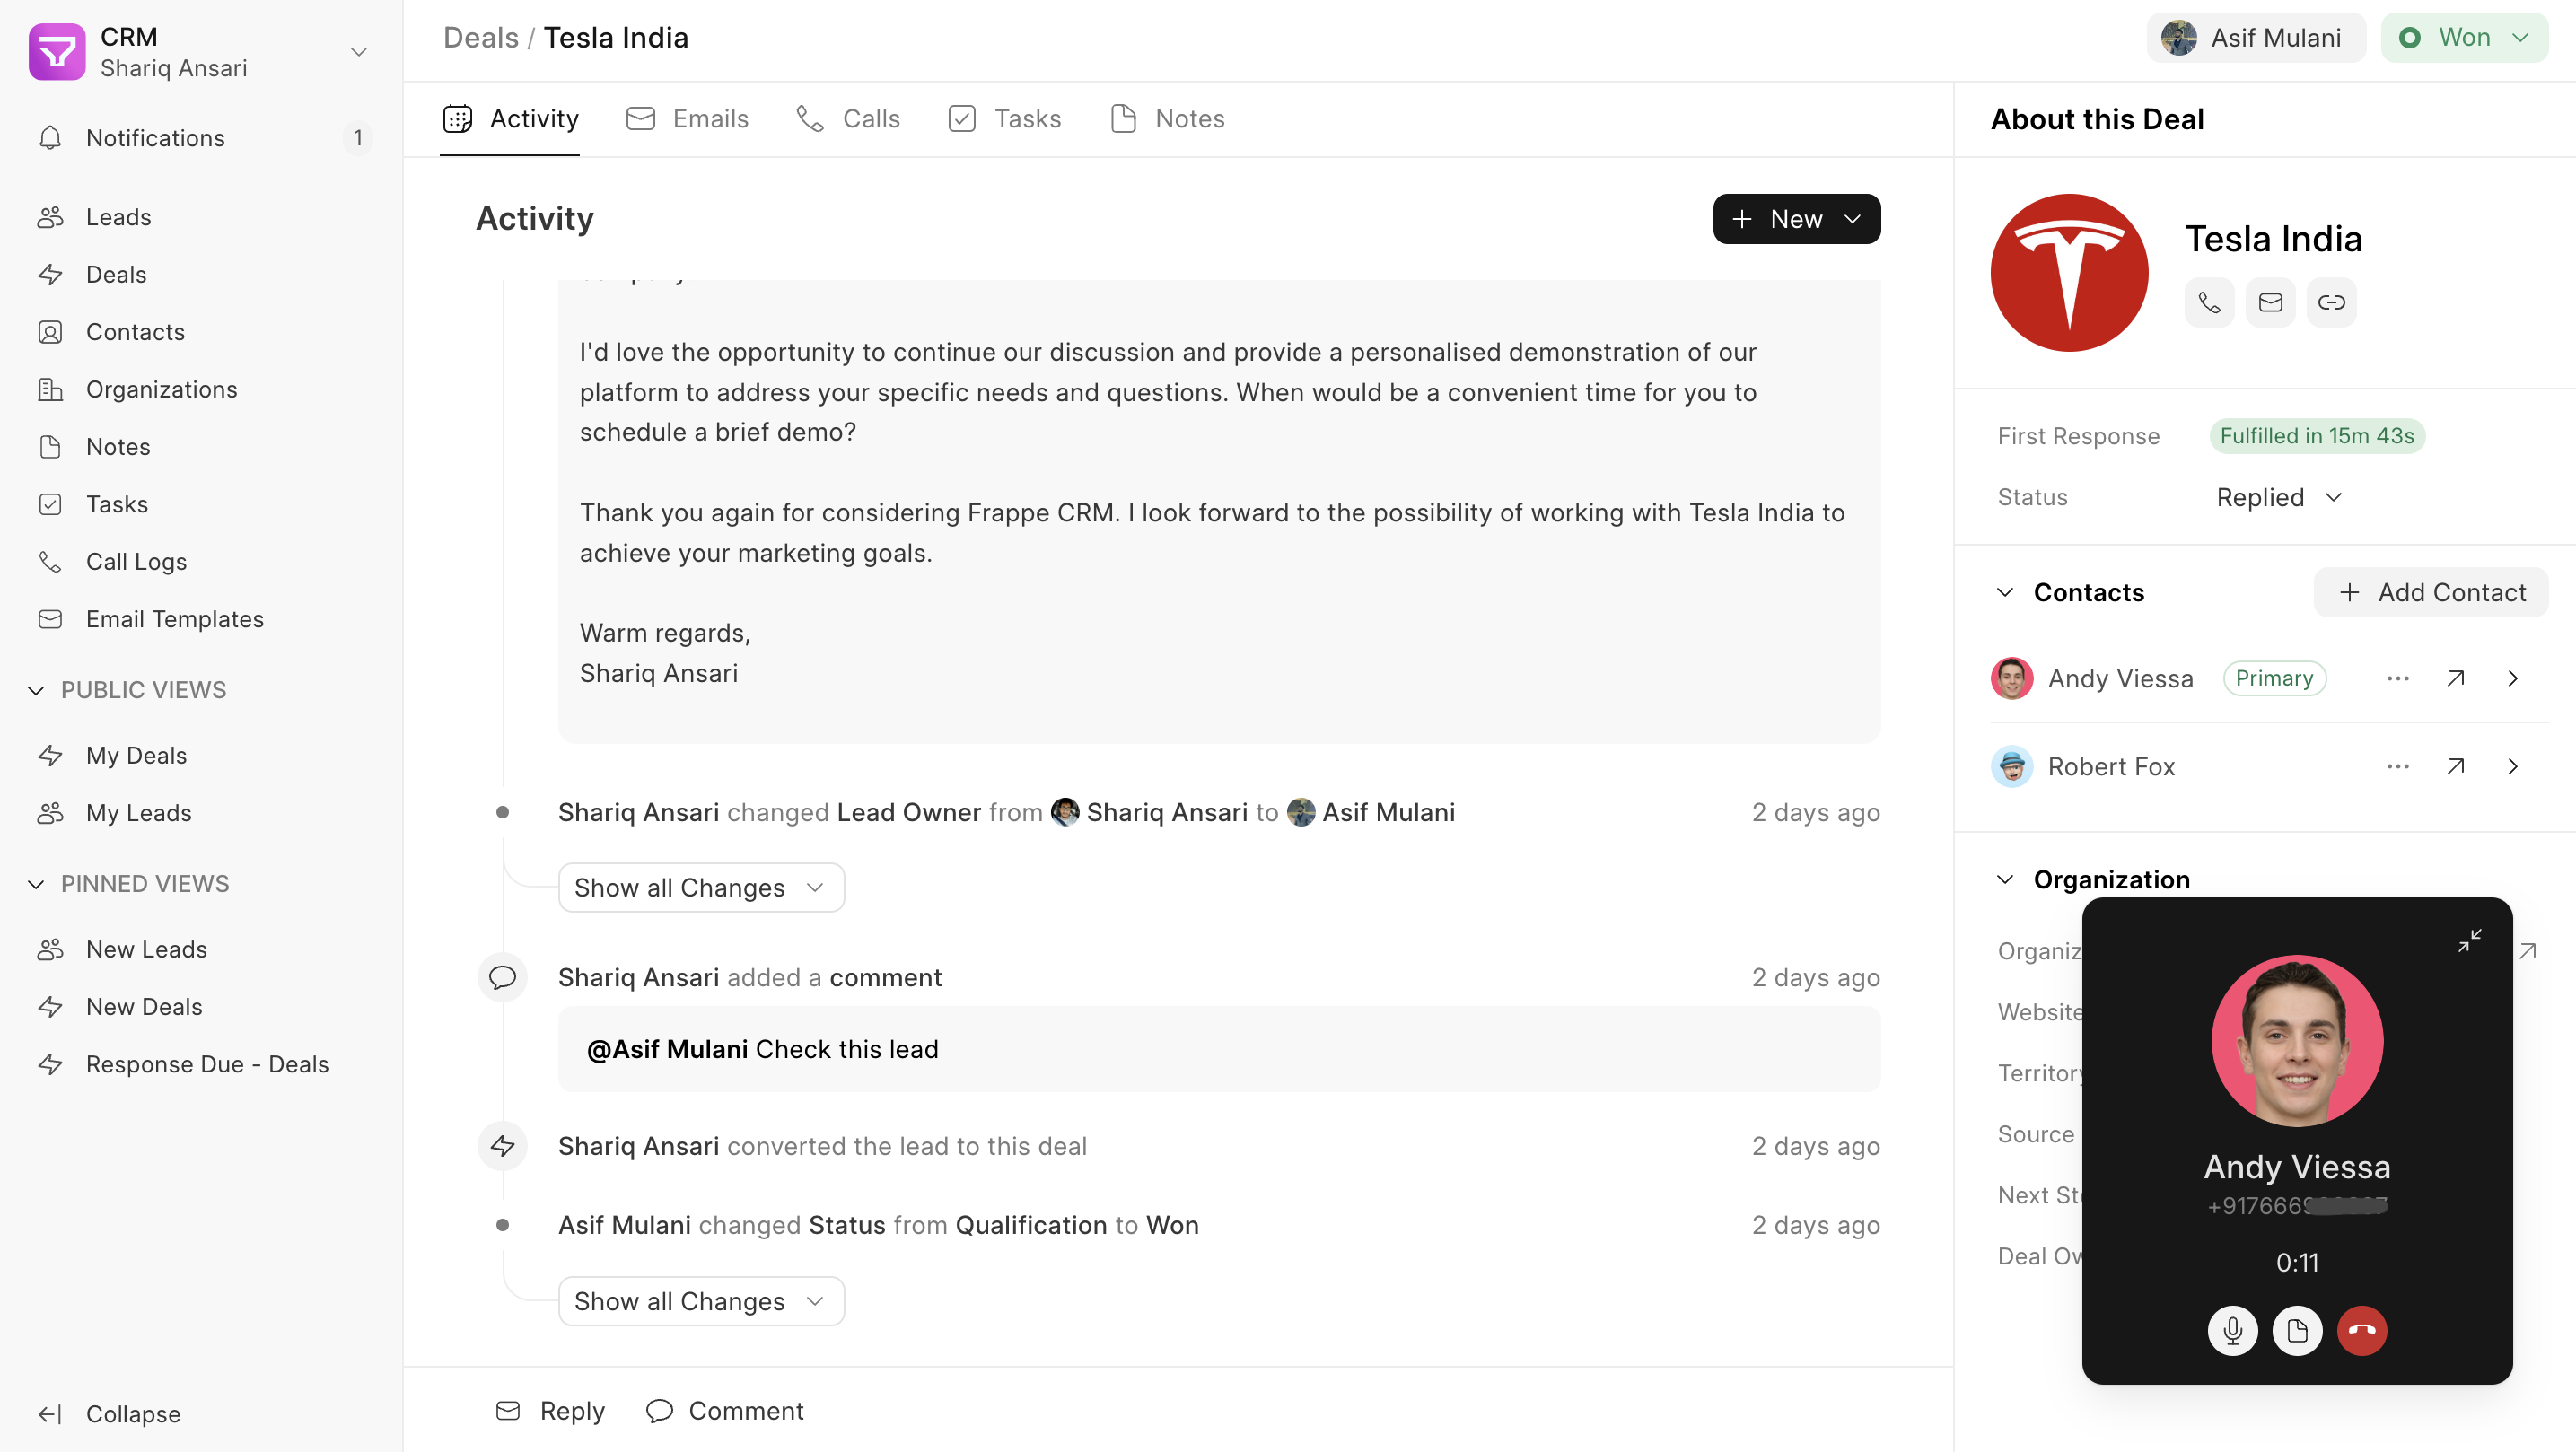 CRM
Shariq Ansari
Notifications 1
Leads
Deals
Contacts
Organizations
Notes
Tasks
Call Logs
Email Templates
PUBLIC VIEWS
My Deals
My Leads
PINNED VIEWS
New Leads
New Deals
Response Due - Deals
Collapse
Deals / Tesla India
Asif Mulani
Won
Activity Emails Calls Tasks Notes
Activity
New
I'd love the opportunity to continue our discussion and provide a personalised demonstration of our
platform to address your specific needs and questions. When would be a convenient time for you to
schedule a brief demo?
Thank you again for considering Frappe CRM. I look forward to the possibility of working with Tesla India to
achieve your marketing goals.
Warm regards,
Shariq Ansari
Shariq Ansari changed Lead Owner from Shariq Ansari to Asif Mulani 2 days ago
Show all Changes
Shariq Ansari added a comment 2 days ago
@Asif Mulani Check this lead
Shariq Ansari converted the lead to this deal 2 days ago
Asif Mulani changed Status from Qualification to Won 2 days ago
Show all Changes
Reply Comment
About this Deal
Tesla India
First Response Fulfilled in 15m 43s
Status Replied
Contacts
Add Contact
Andy Viessa Primary
Robert Fox
Organization
Organiz
Website
Territory
Source
Next
Deal
Andy Viessa
+917666
0:11